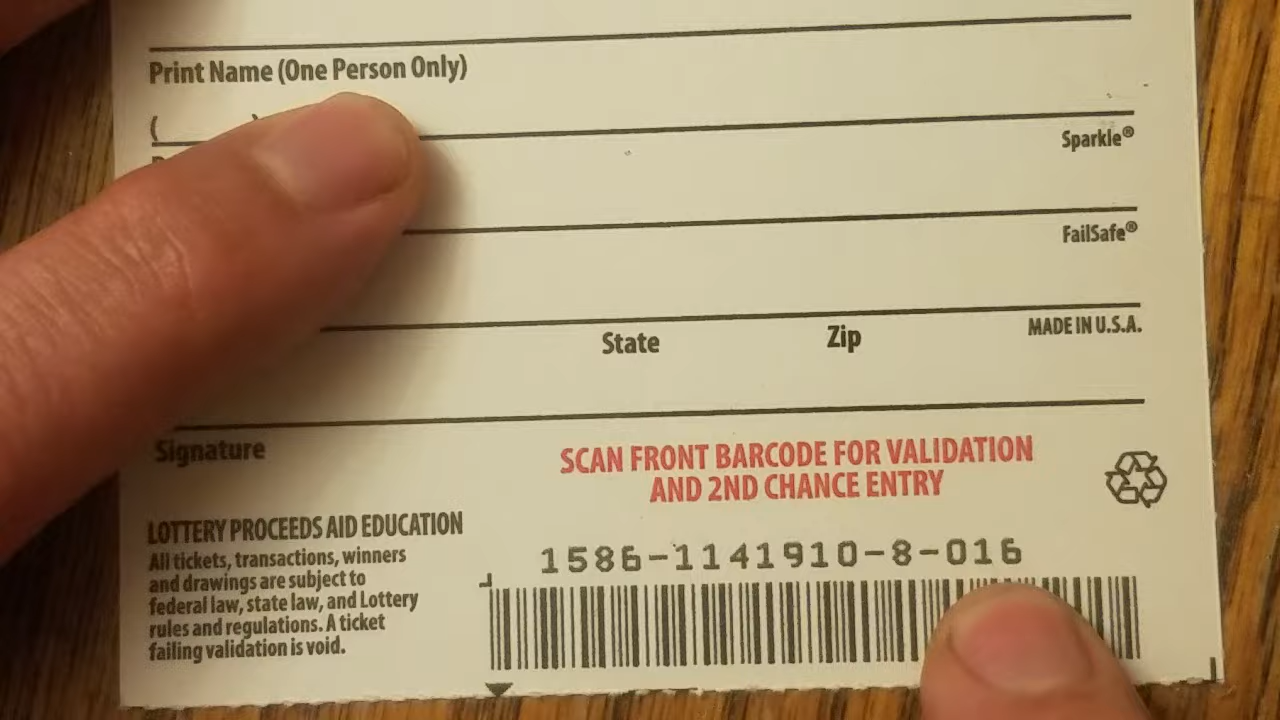 Print Name (One Person Only)
( )
Sparkle®
FailSafe®
State Zip MADE IN U.S.A.
Signature
SCAN FRONT BARCODE FOR VALIDATION
AND 2ND CHANCE ENTRY
LOTTERY PROCEEDS AID EDUCATION
All tickets, transactions, winners
and drawings are subject to
federal law, state law, and Lottery
rules and regulations. A ticket
failing validation is void.
1586-1141910-8-016